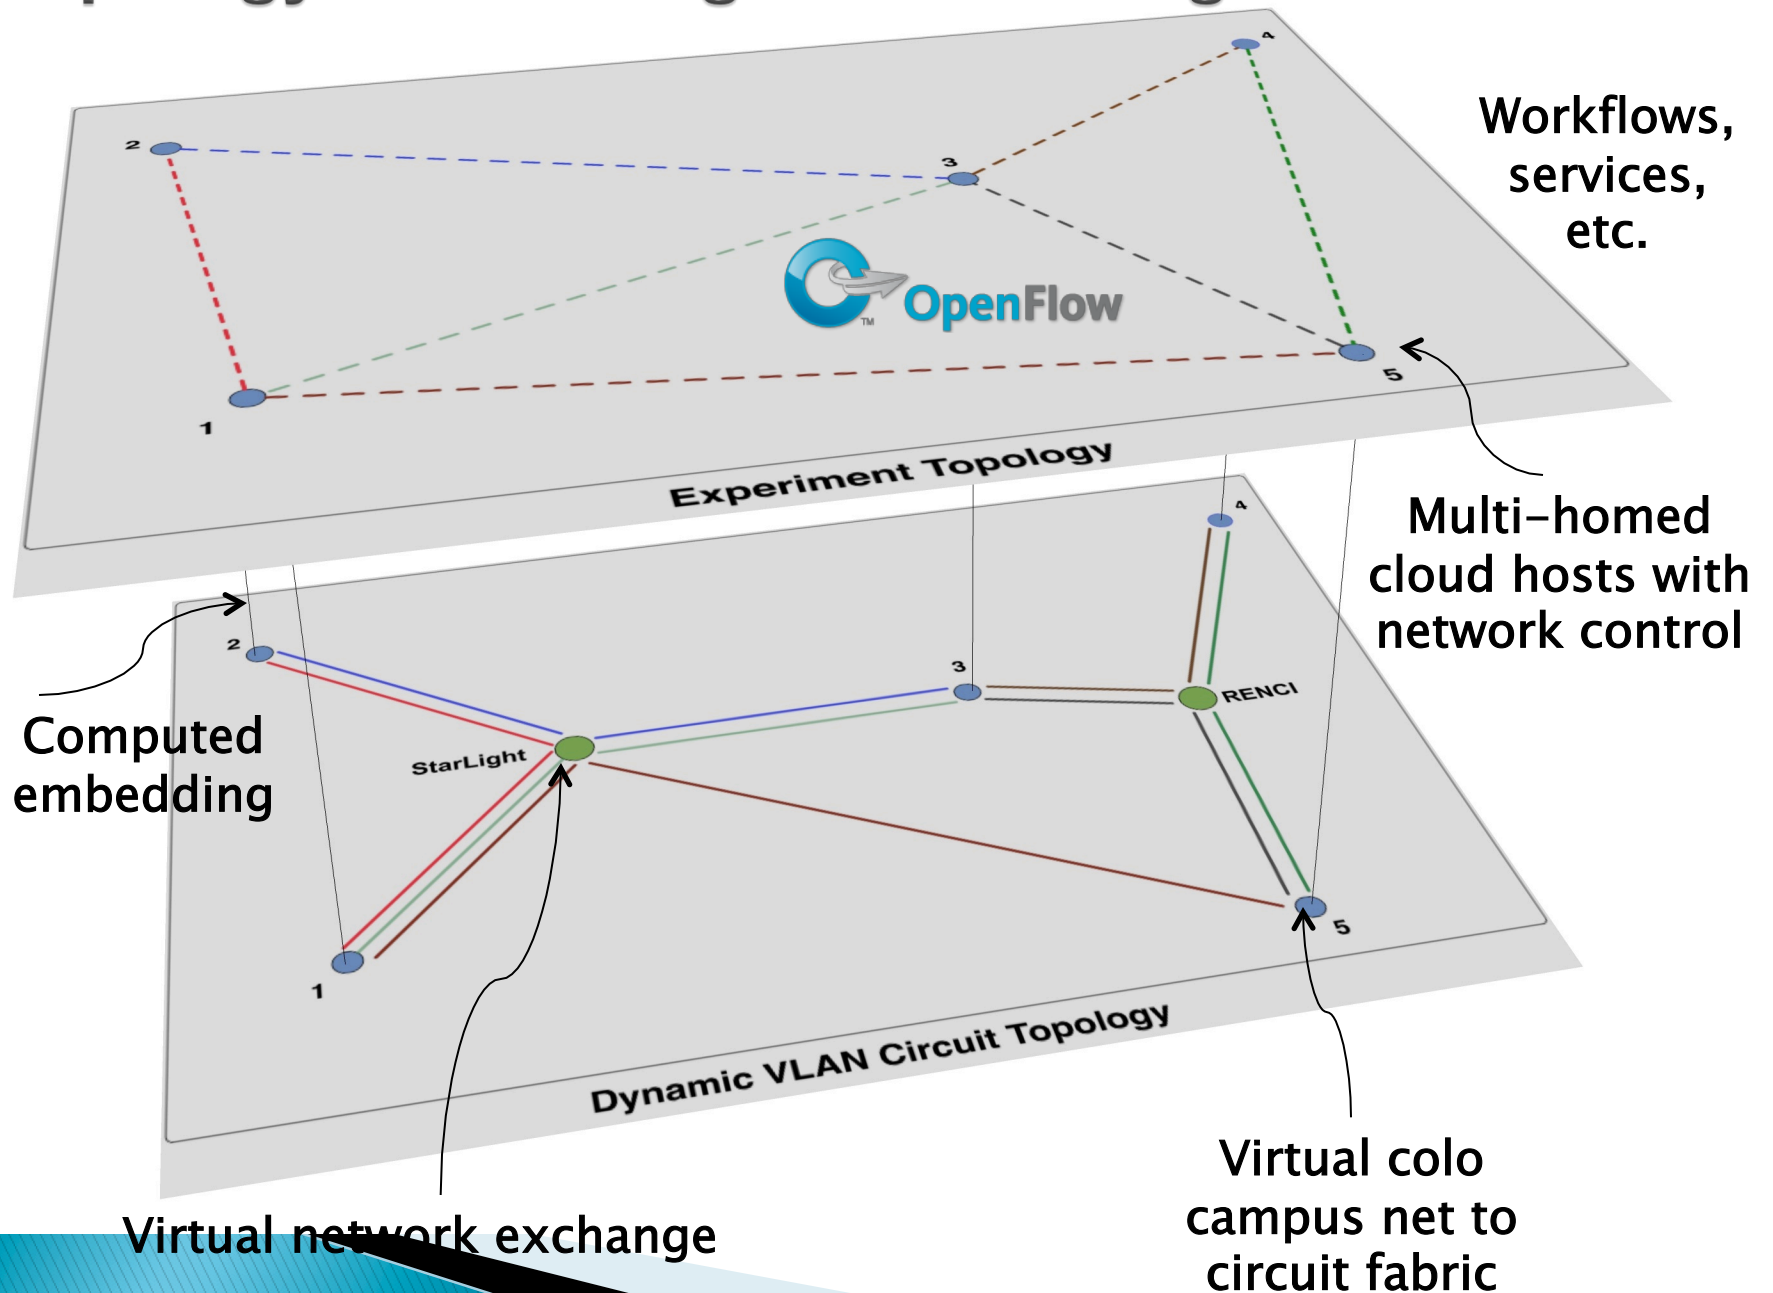 4
2
3
Workflows,
services,
etc.
OpenFlow
TM
5
1
Experiment Topology
4
Multi-homed
cloud hosts with
network control
2
3
RENCI
Computed
embedding
StarLight
5
1
Dynamic VLAN Circuit Topology
Virtual network exchange
Virtual colo
campus net to
circuit fabric